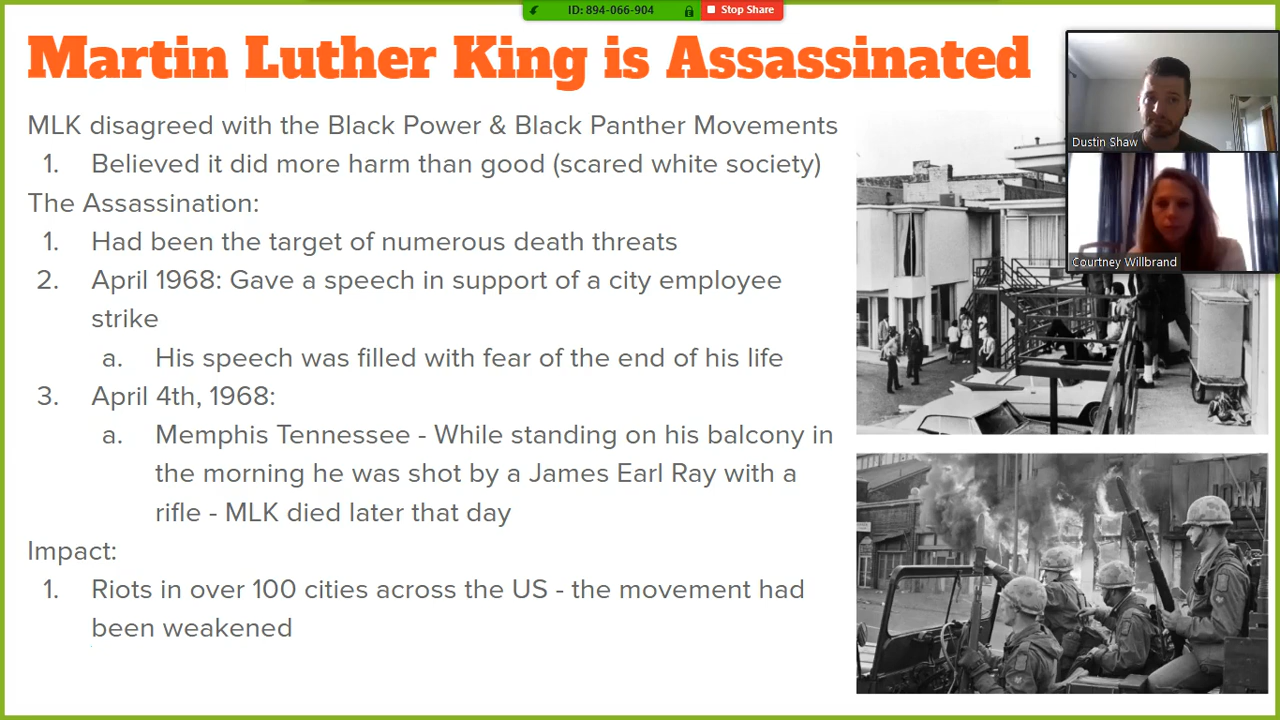 ID: 894-066-904
Stop Share
Martin Luther King is Assassinated
Dustin Shaw
Courtney Willbrand
MLK disagreed with the Black Power & Black Panther Movements
1. Believed it did more harm than good (scared white society)
The Assassination:
1. Had been the target of numerous death threats
2. April 1968: Gave a speech in support of a city employee
strike
a. His speech was filled with fear of the end of his life
3. April 4th, 1968:
a. Memphis Tennessee - While standing on his balcony in
the morning he was shot by a James Earl Ray with a
rifle - MLK died later that day
Impact:
1. Riots in over 100 cities across the US - the movement had
been weakened